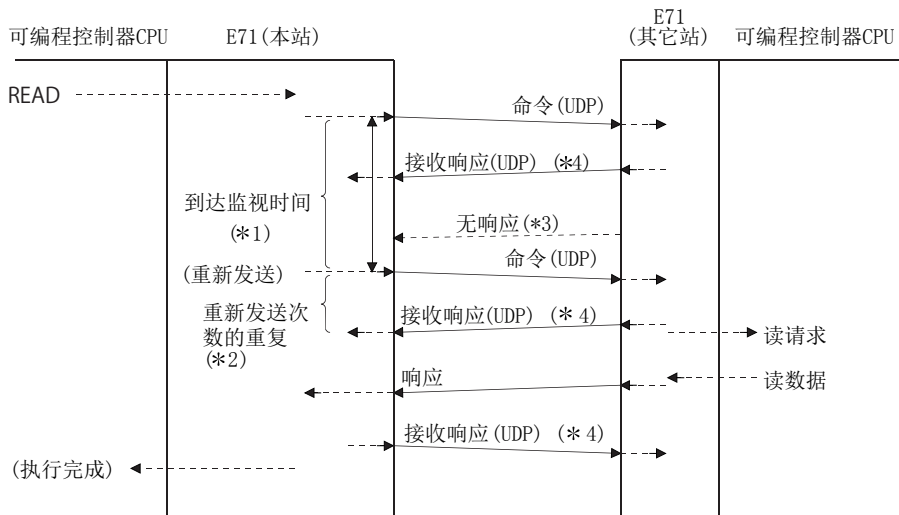 可编程控制器CPU
E71(本站)
E71
(其它站)
可编程控制器CPU
READ
命令(UDP)
接收响应(UDP) (*4)
到达监视时间
(*1)
无响应(*3)
命令(UDP)
(重新发送)
重新发送次
数的重复
(*2)
接收响应(UDP) (* 4)
读请求
响应
读数据
接收响应(UDP) (* 4)
(执行完成)